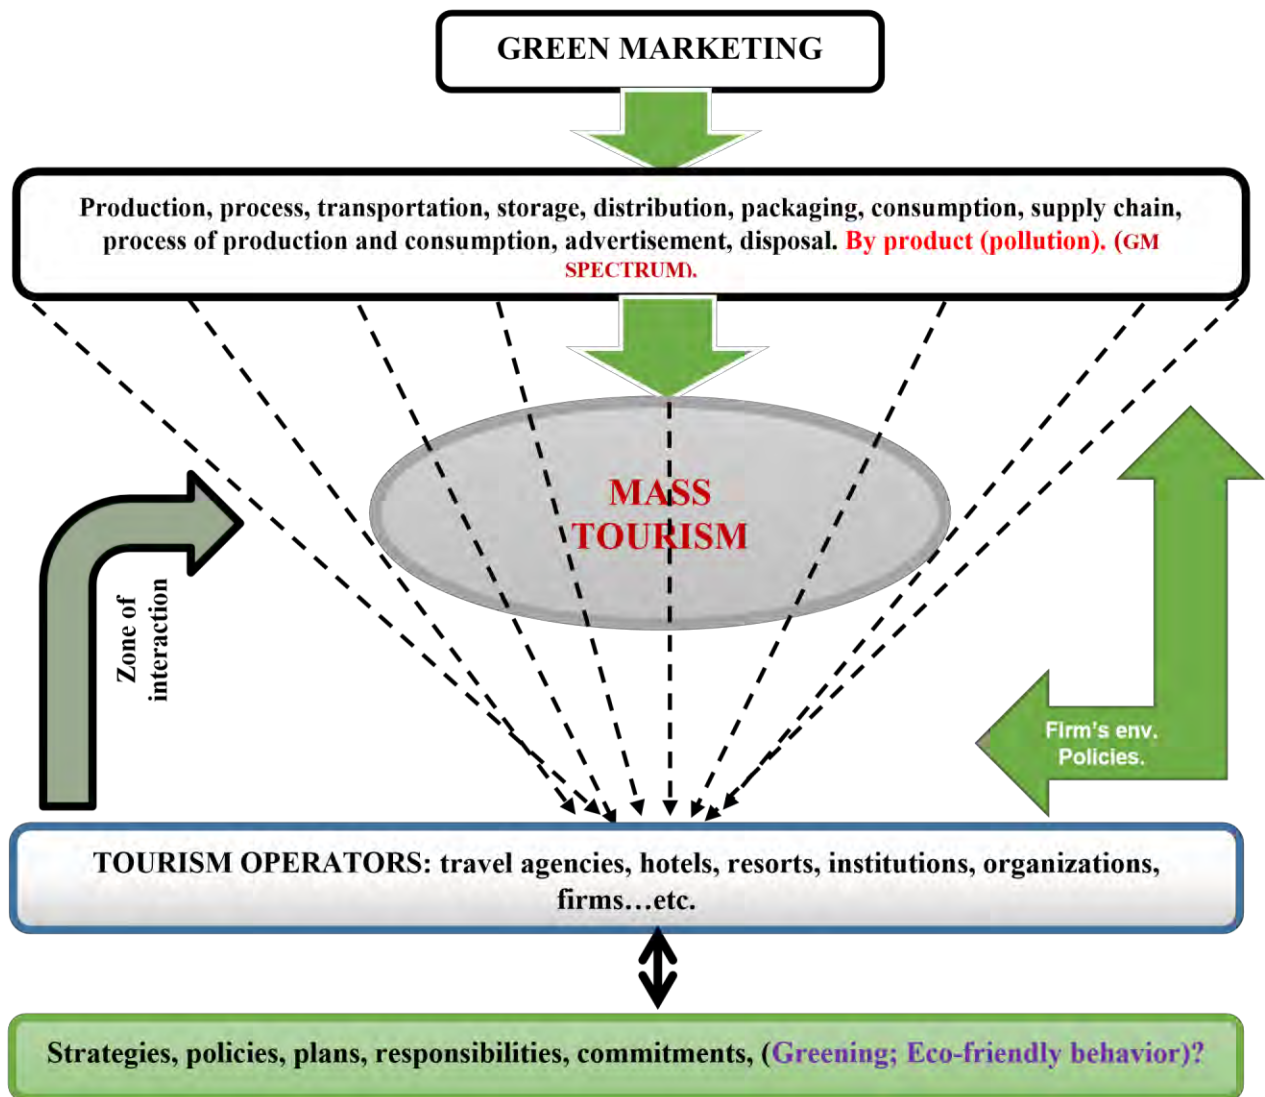 GREEN MARKETING
Production, process, transportation, storage, distribution, packaging, consumption, supply chain,
process of production and consumption, advertisement, disposal. By product (pollution). (GM
SPECTRUM).
MASS
TOURISM
Zone of
interaction
Firm's env.
Policies.
TOURISM OPERATORS: travel agencies, hotels, resorts, institutions, organizations,
firms...etc.
Strategies, policies, plans, responsibilities, commitments, (Greening; Eco-friendly behavior)?